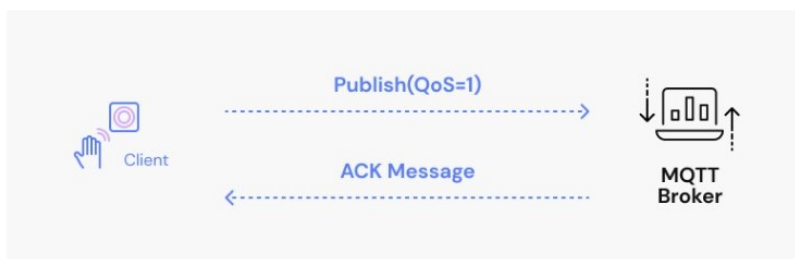 Publish(QoS=1)
Client
ACK Message
MQTT
Broker